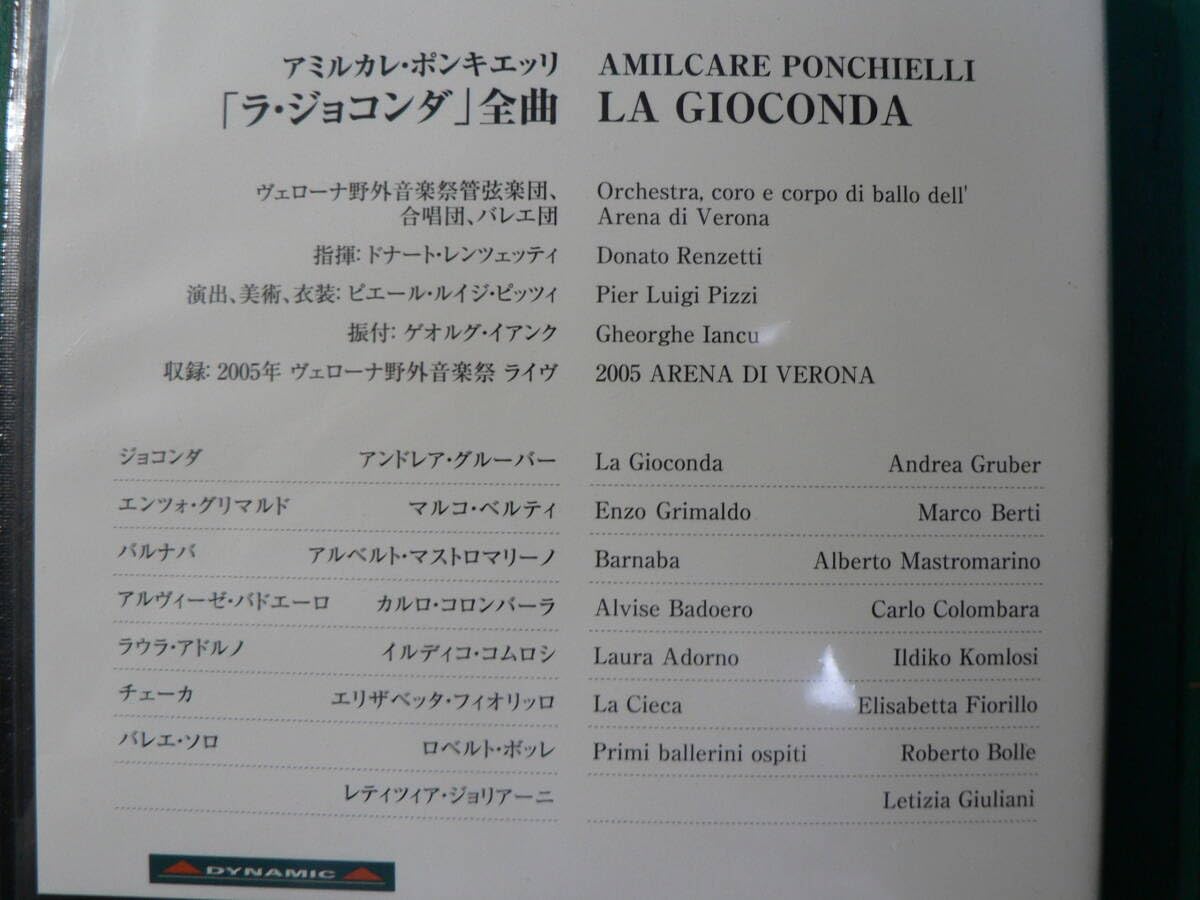 アミルカレ・ポンキエッリ AMILCARE PONCHIELLI
「ラ・ジョコンダ」全曲 LA GIOCONDA
ヴェローナ野外音楽祭管弦楽団、 Orchestra, coro e corpo di ballo dell'
合唱団、バレエ団 Arena di Verona
指揮：ドナート・レンツェッティ Donato Renzetti
演出、美術、衣装：ピエール・ルイジ・ピッツィ Pier Luigi Pizzi
振付：ゲオルグ・イアンク Gheorghe Iancu
収録：2005年 ヴェローナ野外音楽祭 ライヴ 2005 ARENA DI VERONA
ジョコンダ アンドレア・グルーバー La Gioconda Andrea Gruber
エンツォ・グリマルド マルコ・ベルティ Enzo Grimaldo Marco Berti
バルナバ アルベルト・マストロマリーノ Barnaba Alberto Mastromarino
アルヴィーゼ・バドエーロ カルロ・コロンバーラ Alvise Badoero Carlo Colombara
ラウラ・アドルノ イルディコ・コムロシ Laura Adorno Ildiko Komlosi
チェーカ エリザベッタ・フィオリッロ La Cieca Elisabetta Fiorillo
バレエ・ソロ ロベルト・ボッレ Primi ballerini ospiti Roberto Bolle
レティツィア・ジョリアーニ Letizia Giuliani
DYNAMIC